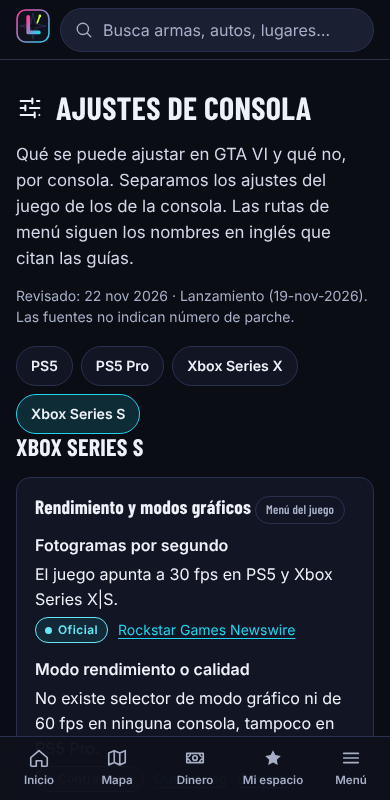 Busca armas, autos, lugares...
AJUSTES DE CONSOLA
Qué se puede ajustar en GTA VI y qué no,
por consola. Separamos los ajustes del
juego de los de la consola. Las rutas de
menú siguen los nombres en inglés que
citan las guías.
Revisado: 22 nov 2026 · Lanzamiento (19-nov-2026).
Las fuentes no indican número de parche.
PS5 PS5 Pro Xbox Series X
Xbox Series S
XBOX SERIES S
Rendimiento y modos gráficos Menú del juego
Fotogramas por segundo
El juego apunta a 30 fps en PS5 y Xbox
Series X|S.
Oficial Rockstar Games Newswire
Modo rendimiento o calidad
No existe selector de modo gráfico ni de
60 fps en ninguna consola, tampoco en
PS5 Pro.
Inicio Mapa Dinero Mi espacio Menú